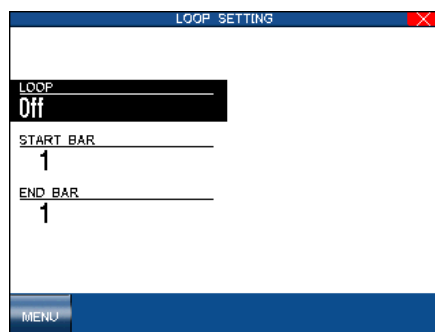 LOOP SETTING
LOOP
Off
START BAR
1
END BAR
1
MENU